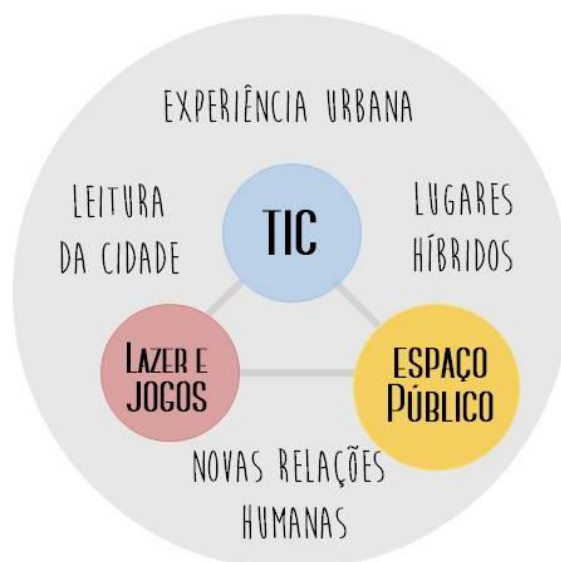 EXPERIÊNCIA URBANA
LEITURA
DA CIDADE
TIC
LUGARES
HÍBRIDOS
LAZER E
JOGOS
ESPAÇO
PÚBLICO
NOVAS RELAÇÕES
HUMANAS